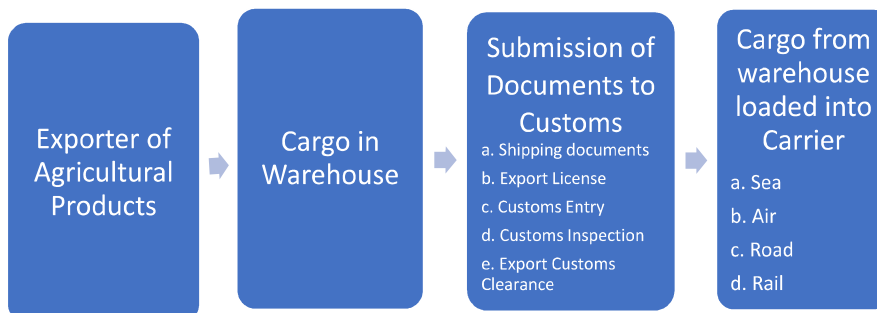 Exporter of
Agricultural
Products
Cargo in
Warehouse
Submission of
Documents to
Customs
a. Shipping documents
b. Export License
c. Customs Entry
d. Customs Inspection
e. Export Customs
Clearance
Cargo from
warehouse
loaded into
Carrier
a. Sea
b. Air
c. Road
d. Rail